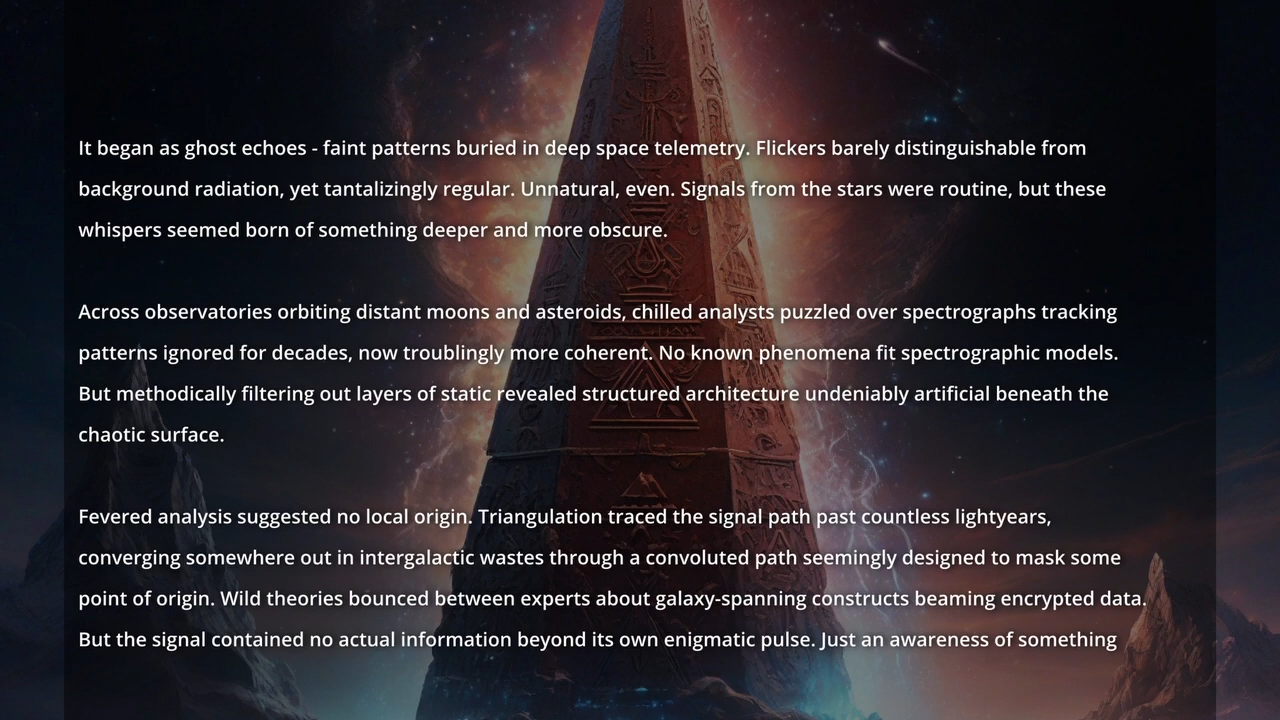 It began as ghost echoes - faint patterns buried in deep space telemetry. Flickers barely distinguishable from
background radiation, yet tantalizingly regular. Unnatural, even. Signals from the stars were routine, but these
whispers seemed born of something deeper and more obscure.
Across observatories orbiting distant moons and asteroids, chilled analysts puzzled over spectrographs tracking
patterns ignored for decades, now troublingly more coherent. No known phenomena fit spectrographic models.
But methodically filtering out layers of static revealed structured architecture undeniably artificial beneath the
chaotic surface.
Fevered analysis suggested no local origin. Triangulation traced the signal path past countless lightyears,
converging somewhere out in intergalactic wastes through a convoluted path seemingly designed to mask some
point of origin. Wild theories bounced between experts about galaxy-spanning constructs beaming encrypted data.
But the signal contained no actual information beyond its own enigmatic pulse. Just an awareness of something